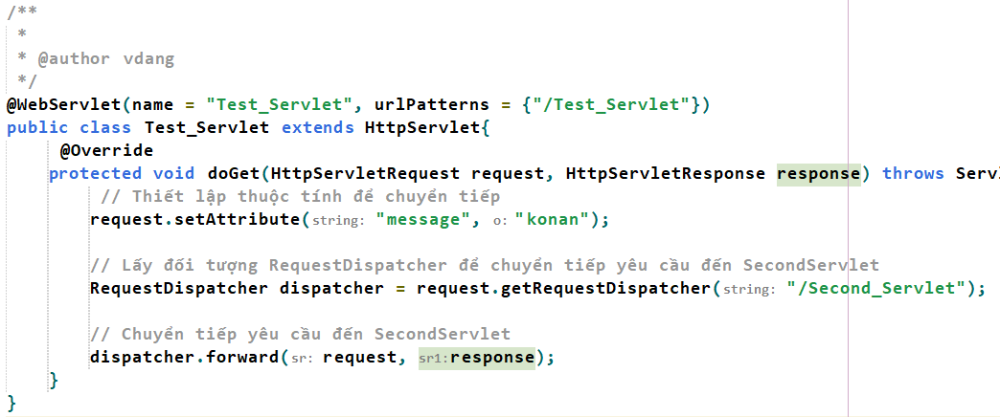 /**
 *
 * @author vdang
 */
@WebServlet(name = "Test_Servlet", urlPatterns = {"/Test_Servlet"})
public class Test_Servlet extends HttpServlet{
@Override
protected void doGet(HttpServletRequest request, HttpServletResponse response) throws Servl
// Thiết lập thuộc tính để chuyển tiếp
request.setAttribute(string: "message", o: "konan");
// Lấy đối tượng RequestDispatcher để chuyển tiếp yêu cầu đến SecondServlet
RequestDispatcher dispatcher = request.getRequestDispatcher(string: "/Second_Servlet");
// Chuyển tiếp yêu cầu đến SecondServlet
dispatcher.forward(sr: request, sr1: response);
}
}